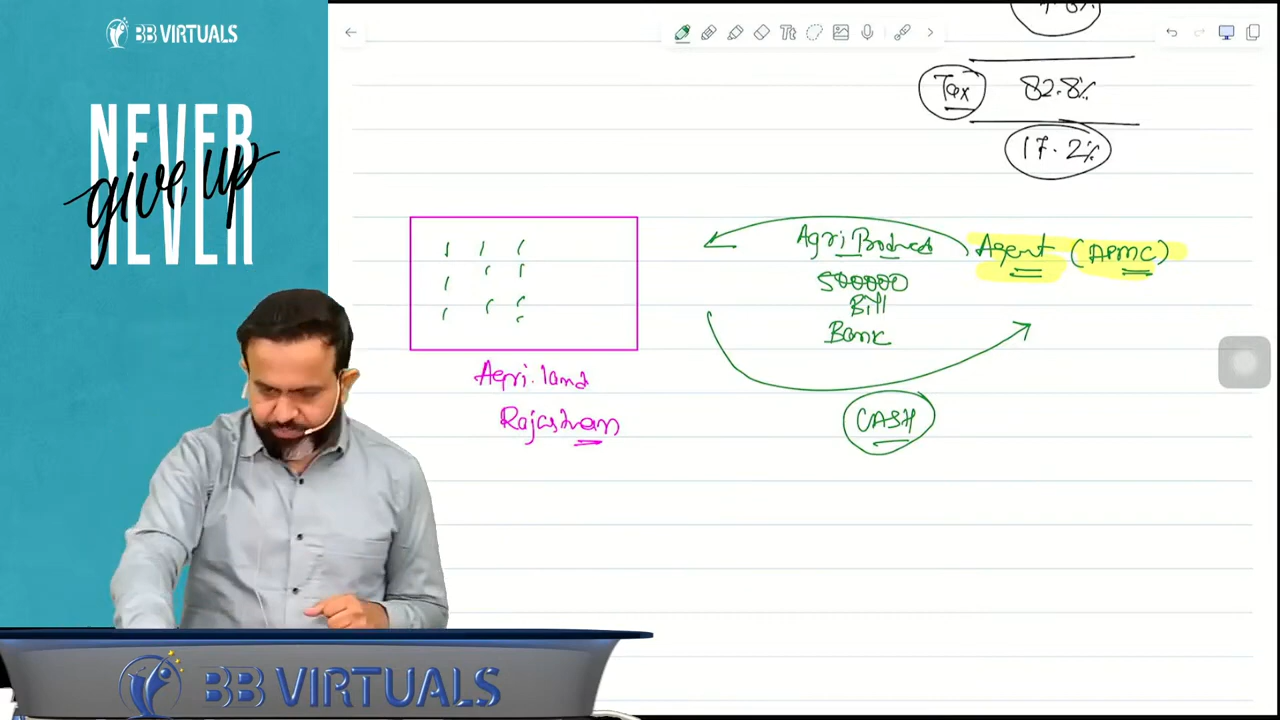 BB VIRTUALS
NEVER
give up
NEVER
Tax 82.8%
17.2%
Agri Products
500000
Bill
Bank
Agent (APMC)
CASH
Agri. land
Rajasthan
BB VIRTUALS